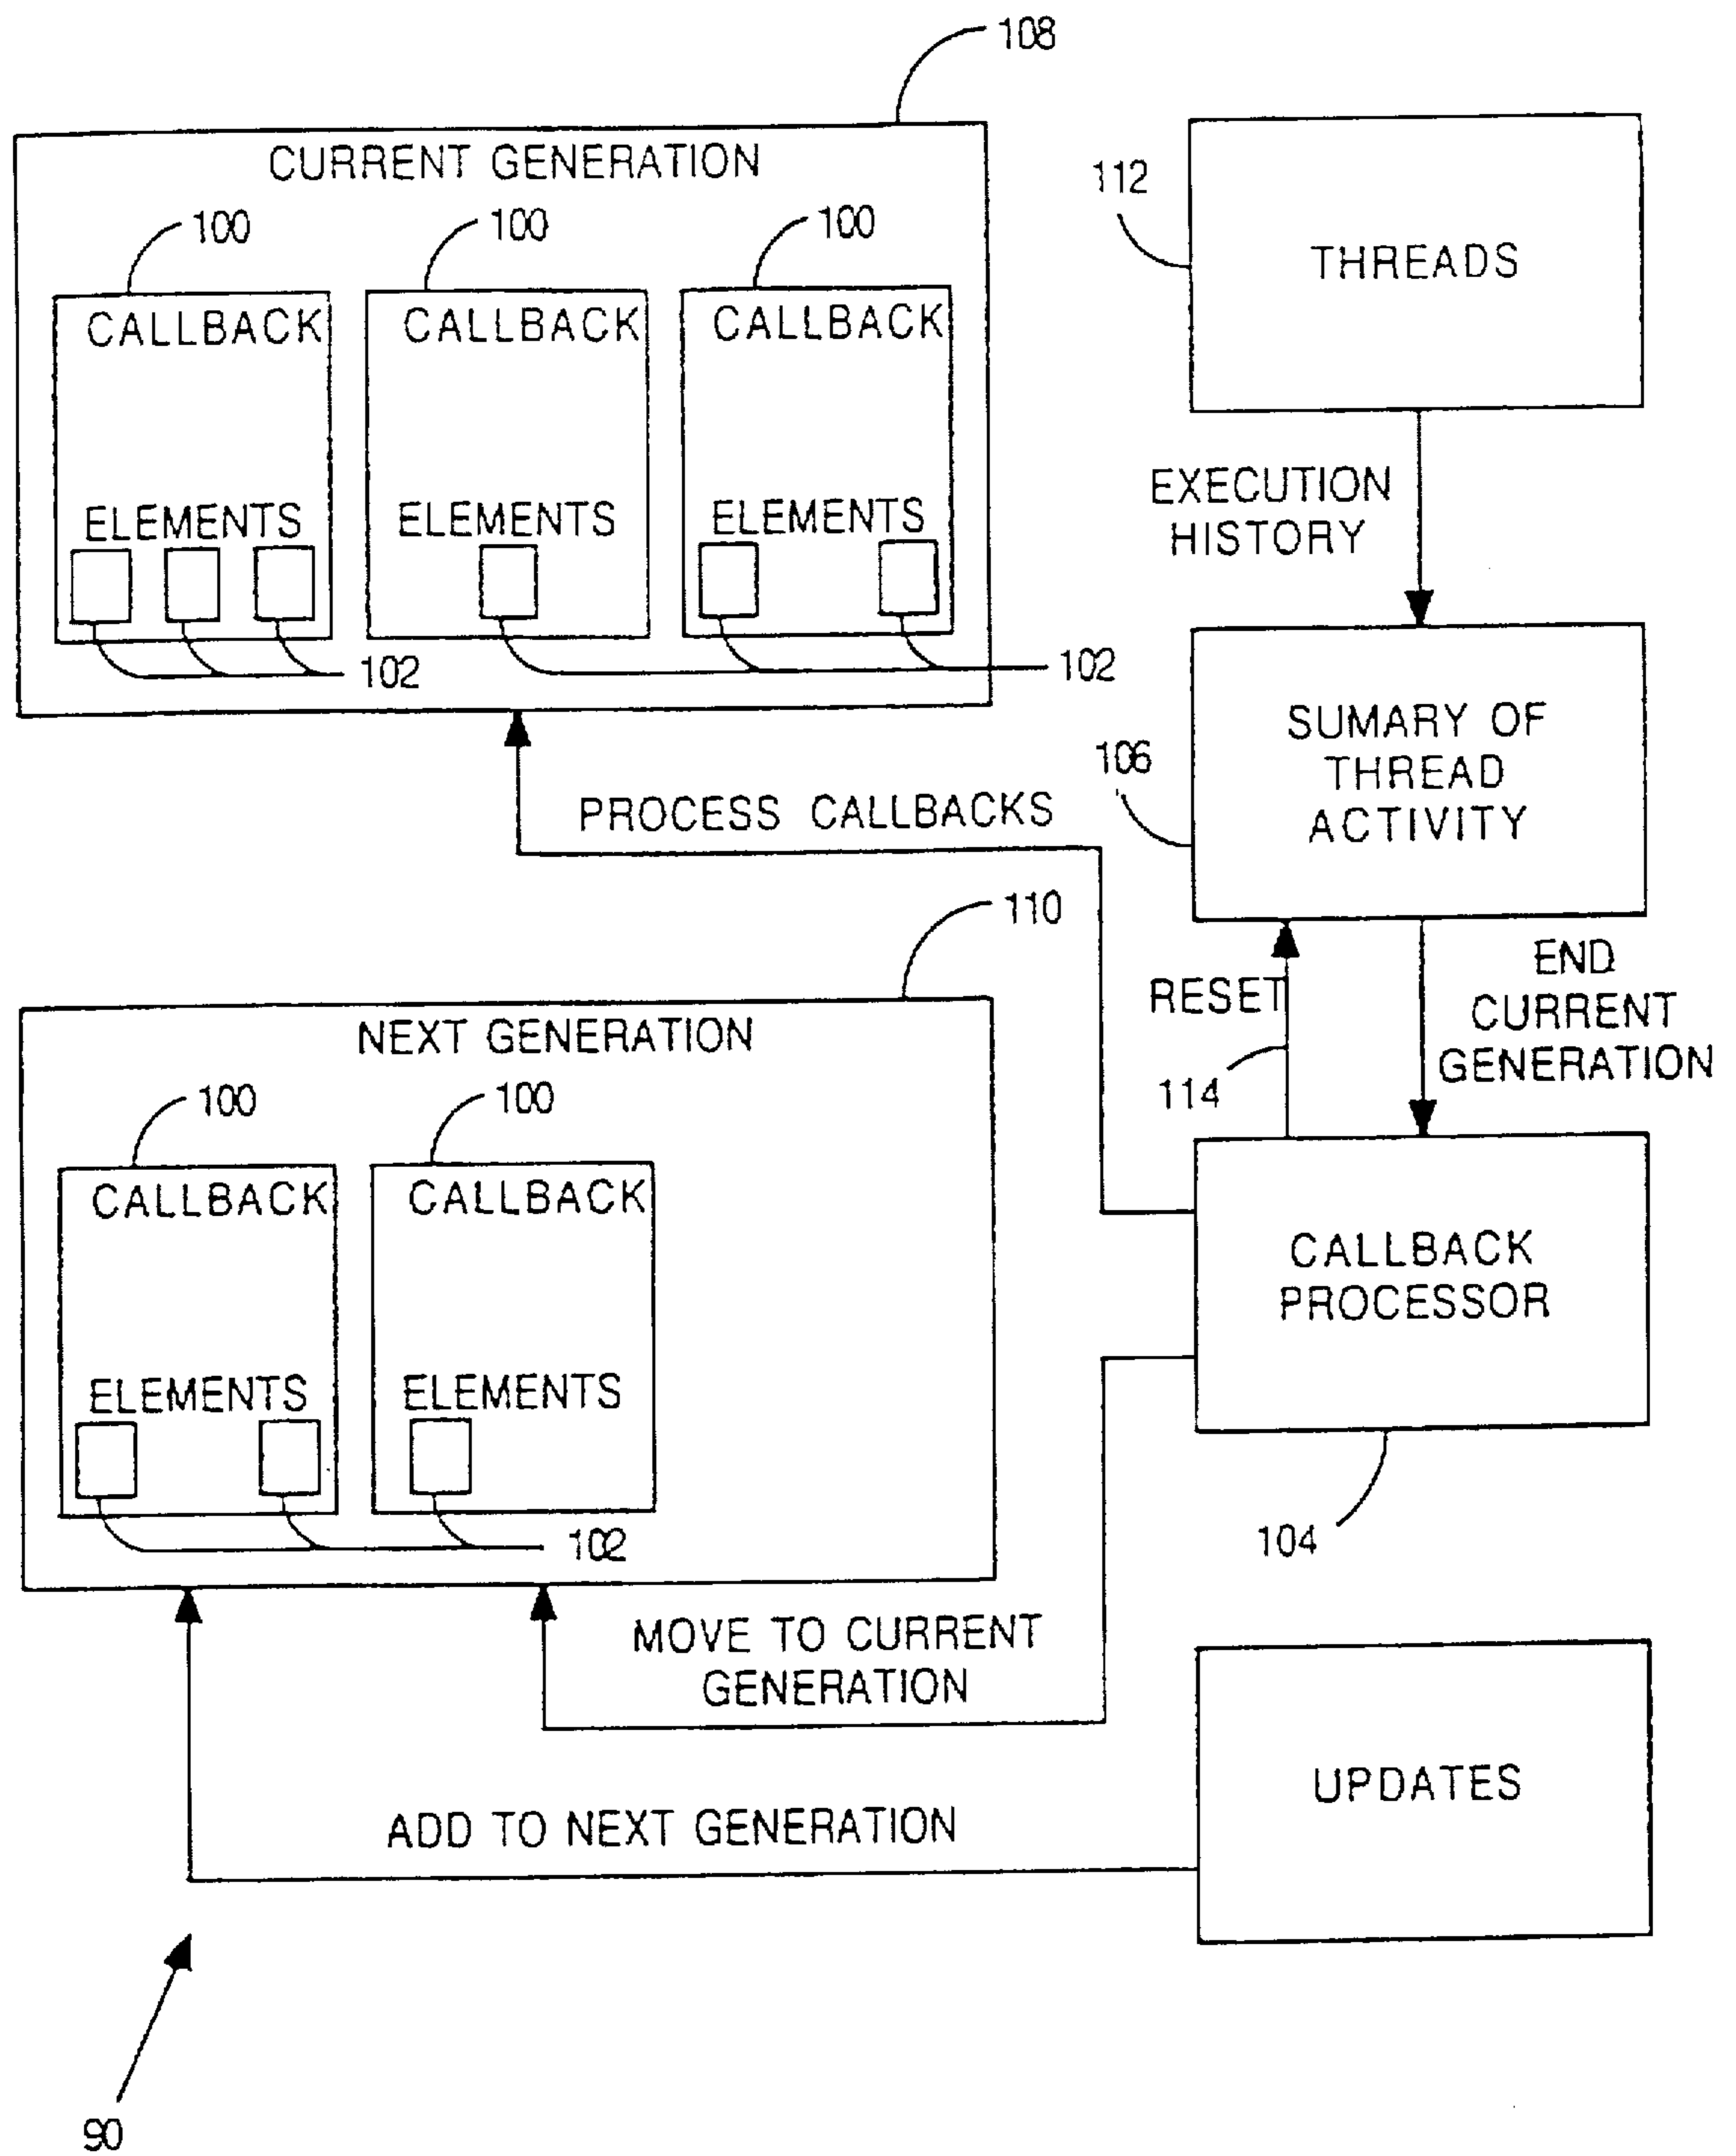 108
CURRENT GENERATION
100
100
100
CALLBACK
CALLBACK
CALLBACK
ELEMENTS
ELEMENTS
ELEMENTS
102
102
112
THREADS
EXECUTION
HISTORY
106
SUMARY OF
THREAD
ACTIVITY
PROCESS CALLBACKS
110
RESET
114
END
CURRENT
GENERATION
NEXT GENERATION
100
100
CALLBACK
CALLBACK
ELEMENTS
ELEMENTS
102
CALLBACK
PROCESSOR
104
MOVE TO CURRENT
GENERATION
UPDATES
ADD TO NEXT GENERATION
90